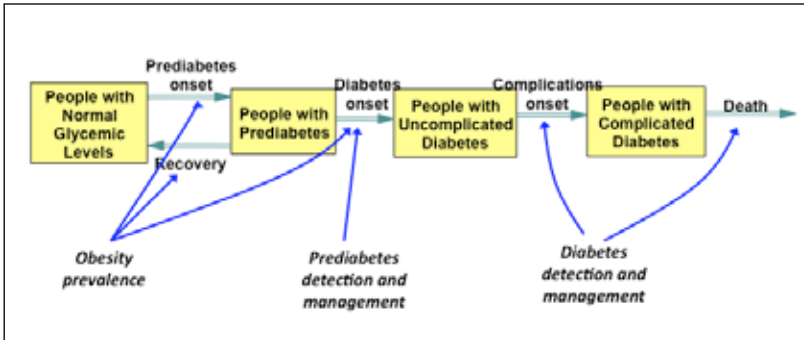 Prediabetes
onset
People with
Normal
Glycemic
Levels
Recovery
People with
Prediabetes
Diabetes
onset
People with
Uncomplicated
Diabetes
Complications
onset
People with
Complicated
Diabetes
Death
Obesity
prevalence
Prediabetes
detection and
management
Diabetes
detection and
management